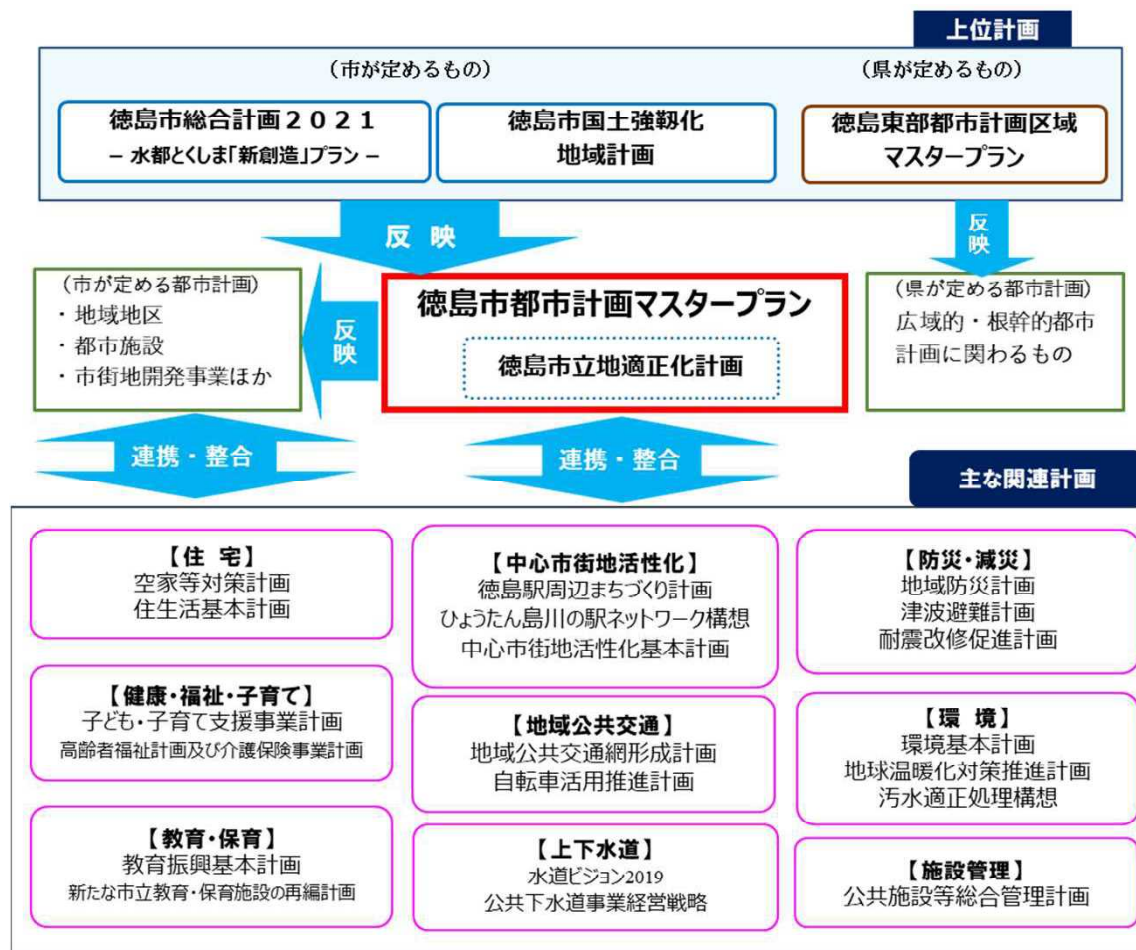 上位計画
(市が定めるもの)
(県が定めるもの)
徳島市総合計画2021
– 水都とくしま「新創造」プラン –
徳島市国土強靱化
地域計画
徳島東部都市計画区域
マスタープラン
反 映
反映
(市が定める都市計画)
・地域地区
・都市施設
・市街地開発事業ほか
反映
徳島市都市計画マスタープラン
徳島市立地適正化計画
(県が定める都市計画)
広域的・根幹的都市
計画に関わるもの
連携・整合
連携・整合
主な関連計画
【住 宅】
空家等対策計画
住生活基本計画
【中心市街地活性化】
徳島駅周辺まちづくり計画
ひょうたん島川の駅ネットワーク構想
中心市街地活性化基本計画
【防災・減災】
地域防災計画
津波避難計画
耐震改修促進計画
【健康・福祉・子育て】
子ども・子育て支援事業計画
高齢者福祉計画及び介護保険事業計画
【地域公共交通】
地域公共交通網形成計画
自転車活用推進計画
【環 境】
環境基本計画
地球温暖化対策推進計画
汚水適正処理構想
【教育・保育】
教育振興基本計画
新たな市立教育・保育施設の再編計画
【上下水道】
水道ビジョン2019
公共下水道事業経営戦略
【施設管理】
公共施設等総合管理計画